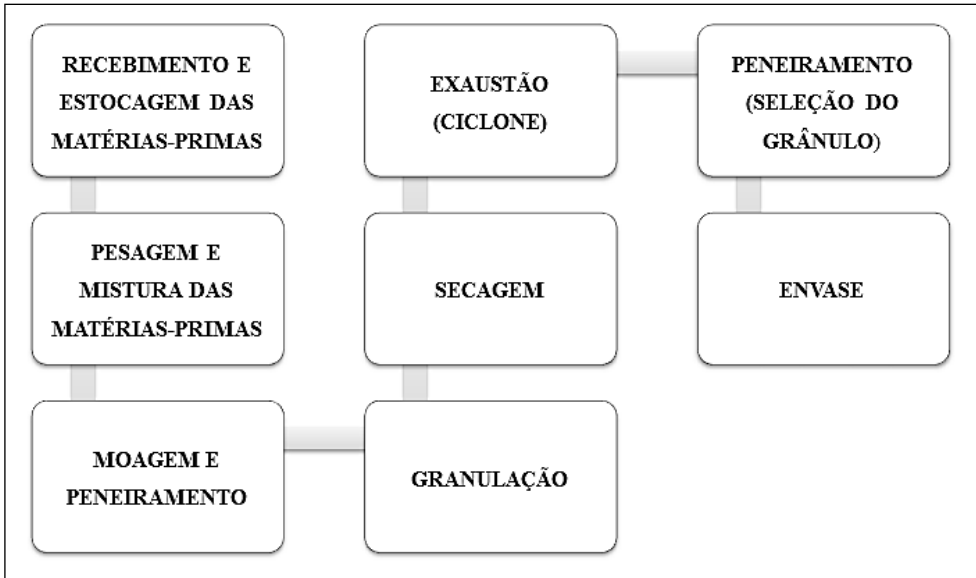 RECEBIMENTO E
ESTOCAGEM DAS
MATÉRIAS-PRIMAS
PESAGEM E
MISTURA DAS
MATÉRIAS-PRIMAS
MOAGEM E
PENEIRAMENTO
GRANULAÇÃO
SECAGEM
EXAUSTÃO
(CICLONE)
PENEIRAMENTO
(SELEÇÃO DO
GRÂNULO)
ENVASE